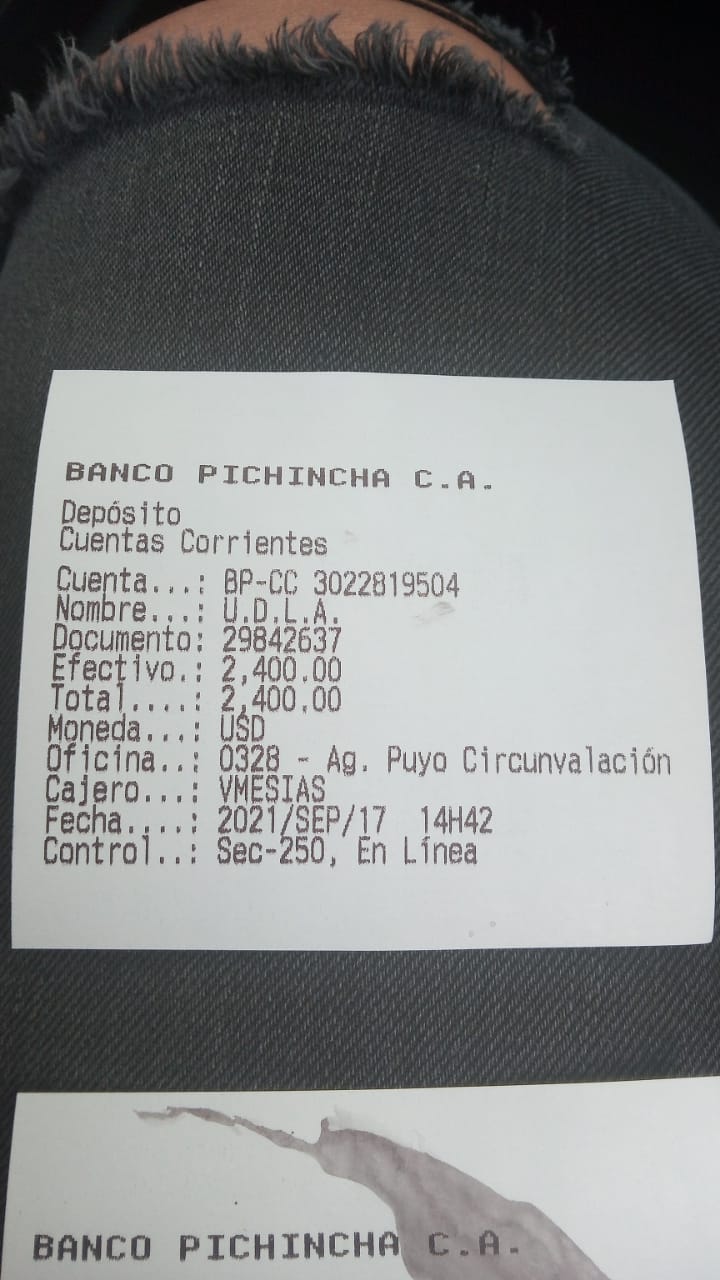 BANCO PICHINCHA C.A.
Depósito
Cuentas Corrientes
Cuenta...: BP-CC 3022819504
Nombre...: U.D.L.A.
Documento: 29842637
Efectivo.: 2,400.00
Total....: 2,400.00
Moneda...: USD
Oficina..: 0328 - Ag. Puyo Circunvalación
Cajero...: VMESIAS
Fecha....: 2021/SEP/17 14H42
Control..: Sec-250, En Línea
BANCO PICHINCHA C.A.